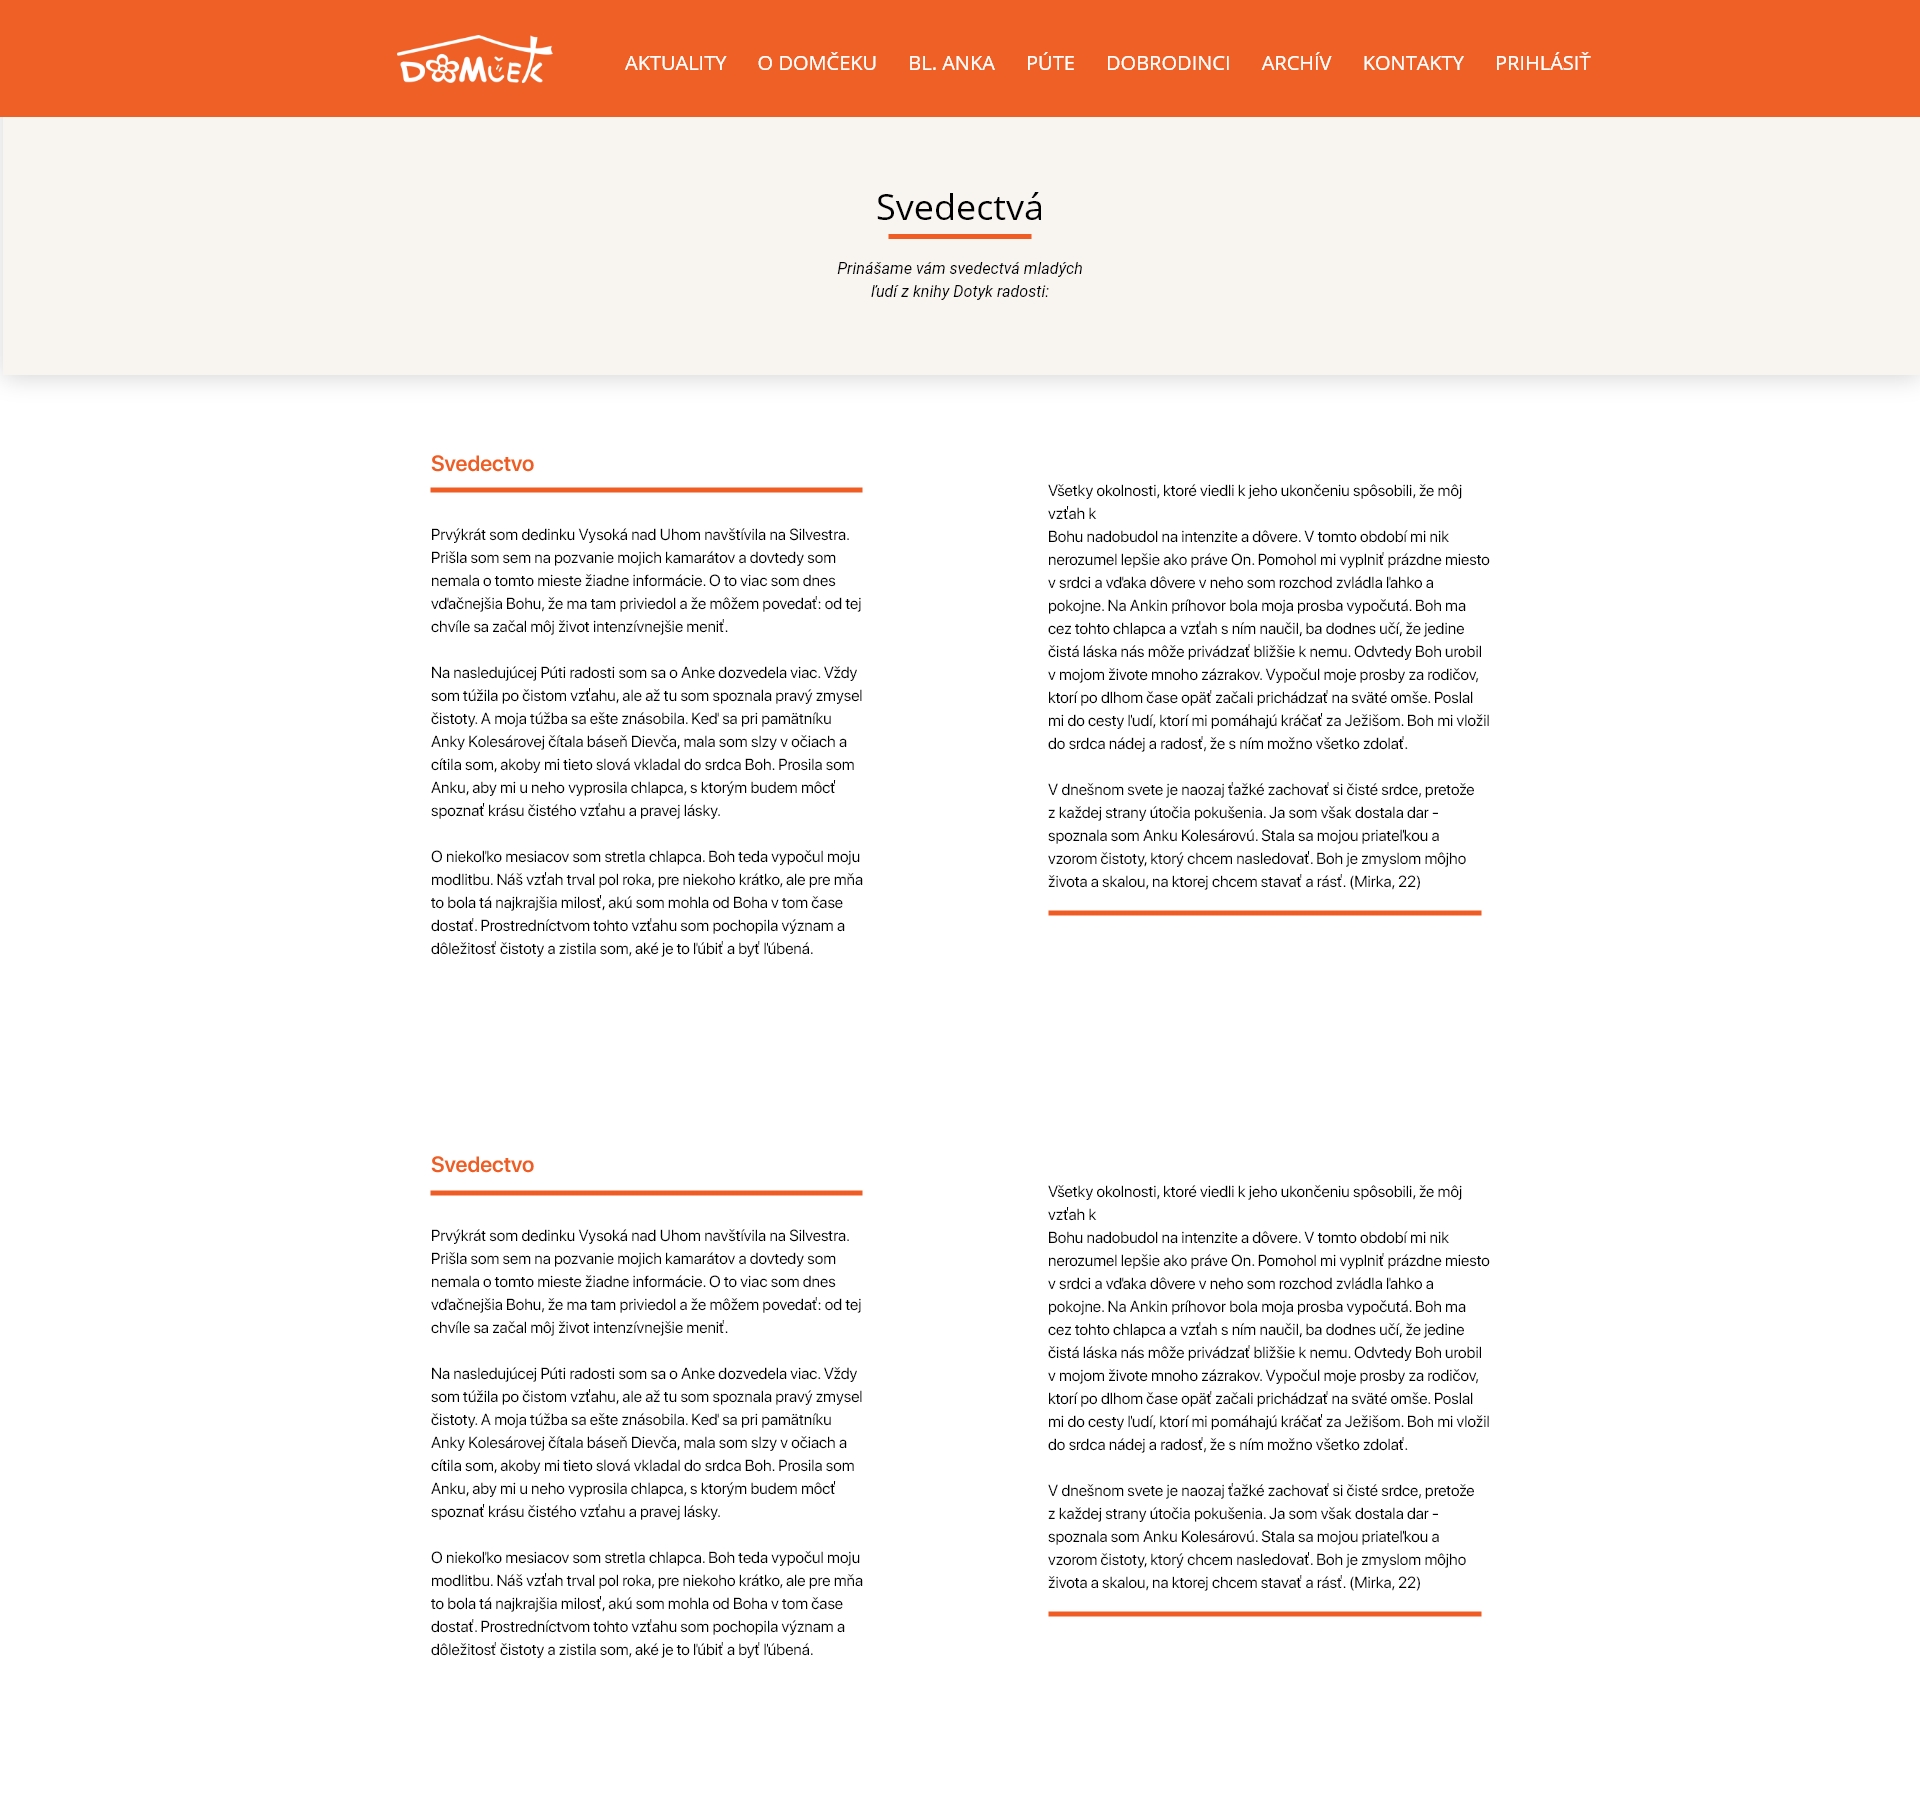 DOMČEK
AKTUALITY O DOMČEKU BL. ANKA PÚTE DOBRODINCI ARCHÍV KONTAKTY PRIHLÁSIŤ
Svedectvá
Prinášame vám svedectvá mladých
ľudí z knihy Dotyk radosti:
Svedectvo
Prvýkrát som dedinku Vysoká nad Uhom navštívila na Silvestra.
Prišla som sem na pozvanie mojich kamarátov a dovtedy som
nemala o tomto mieste žiadne informácie. O to viac som dnes
vďačnejšia Bohu, že ma tam priviedol a že môžem povedať: od tej
chvíle sa začal môj život intenzívnejšie meniť.
Na nasledujúcej Púti radosti som sa o Anke dozvedela viac. Vždy
som túžila po čistom vzťahu, ale až tu som spoznala pravý zmysel
čistoty. A moja túžba sa ešte znásobila. Keď sa pri pamätníku
Anky Kolesárovej čítala báseň Dievča, mala som slzy v očiach a
cítila som, akoby mi tieto slová vkladal do srdca Boh. Prosila som
Anku, aby mi u neho vyprosila chlapca, s ktorým budem môcť
spoznať krásu čistého vzťahu a pravej lásky.
O niekoľko mesiacov som stretla chlapca. Boh teda vypočul moju
modlitbu. Náš vzťah trval pol roka, pre niekoho krátko, ale pre mňa
to bola tá najkrajšia milosť, akú som mohla od Boha v tom čase
dostať. Prostredníctvom tohto vzťahu som pochopila význam a
dôležitosť čistoty a zistila som, aké je to ľúbiť a byť ľúbená.
Všetky okolnosti, ktoré viedli k jeho ukončeniu spôsobili, že môj
vzťah k
Bohu nadobudol na intenzite a dôvere. V tomto období mi nik
nerozumel lepšie ako práve On. Pomohol mi vyplniť prázdne miesto
v srdci a vďaka dôvere v neho som rozchod zvládla ľahko a
pokojne. Na Ankin príhovor bola moja prosba vypočutá. Boh ma
cez tohto chlapca a vzťah s ním naučil, ba dodnes učí, že jedine
čistá láska nás môže privádzať bližšie k nemu. Odvtedy Boh urobil
v mojom živote mnoho zázrakov. Vypočul moje prosby za rodičov,
ktorí po dlhom čase opäť začali prichádzať na sväté omše. Poslal
mi do cesty ľudí, ktorí mi pomáhajú kráčať za Ježišom. Boh mi vložil
do srdca nádej a radosť, že s ním možno všetko zdolať.
V dnešnom svete je naozaj ťažké zachovať si čisté srdce, pretože
z každej strany útočia pokušenia. Ja som však dostala dar -
spoznala som Anku Kolesárovú. Stala sa mojou priateľkou a
vzorom čistoty, ktorý chcem nasledovať. Boh je zmyslom môjho
života a skalou, na ktorej chcem stavať a rásť. (Mirka, 22)
Svedectvo
Prvýkrát som dedinku Vysoká nad Uhom navštívila na Silvestra.
Prišla som sem na pozvanie mojich kamarátov a dovtedy som
nemala o tomto mieste žiadne informácie. O to viac som dnes
vďačnejšia Bohu, že ma tam priviedol a že môžem povedať: od tej
chvíle sa začal môj život intenzívnejšie meniť.
Na nasledujúcej Púti radosti som sa o Anke dozvedela viac. Vždy
som túžila po čistom vzťahu, ale až tu som spoznala pravý zmysel
čistoty. A moja túžba sa ešte znásobila. Keď sa pri pamätníku
Anky Kolesárovej čítala báseň Dievča, mala som slzy v očiach a
cítila som, akoby mi tieto slová vkladal do srdca Boh. Prosila som
Anku, aby mi u neho vyprosila chlapca, s ktorým budem môcť
spoznať krásu čistého vzťahu a pravej lásky.
O niekoľko mesiacov som stretla chlapca. Boh teda vypočul moju
modlitbu. Náš vzťah trval pol roka, pre niekoho krátko, ale pre mňa
to bola tá najkrajšia milosť, akú som mohla od Boha v tom čase
dostať. Prostredníctvom tohto vzťahu som pochopila význam a
dôležitosť čistoty a zistila som, aké je to ľúbiť a byť ľúbená.
Všetky okolnosti, ktoré viedli k jeho ukončeniu spôsobili, že môj
vzťah k
Bohu nadobudol na intenzite a dôvere. V tomto období mi nik
nerozumel lepšie ako práve On. Pomohol mi vyplniť prázdne miesto
v srdci a vďaka dôvere v neho som rozchod zvládla ľahko a
pokojne. Na Ankin príhovor bola moja prosba vypočutá. Boh ma
cez tohto chlapca a vzťah s ním naučil, ba dodnes učí, že jedine
čistá láska nás môže privádzať bližšie k nemu. Odvtedy Boh urobil
v mojom živote mnoho zázrakov. Vypočul moje prosby za rodičov,
ktorí po dlhom čase opäť začali prichádzať na sväté omše. Poslal
mi do cesty ľudí, ktorí mi pomáhajú kráčať za Ježišom. Boh mi vložil
do srdca nádej a radosť, že s ním možno všetko zdolať.
V dnešnom svete je naozaj ťažké zachovať si čisté srdce, pretože
z každej strany útočia pokušenia. Ja som však dostala dar -
spoznala som Anku Kolesárovú. Stala sa mojou priateľkou a
vzorom čistoty, ktorý chcem nasledovať. Boh je zmyslom môjho
života a skalou, na ktorej chcem stavať a rásť. (Mirka, 22)